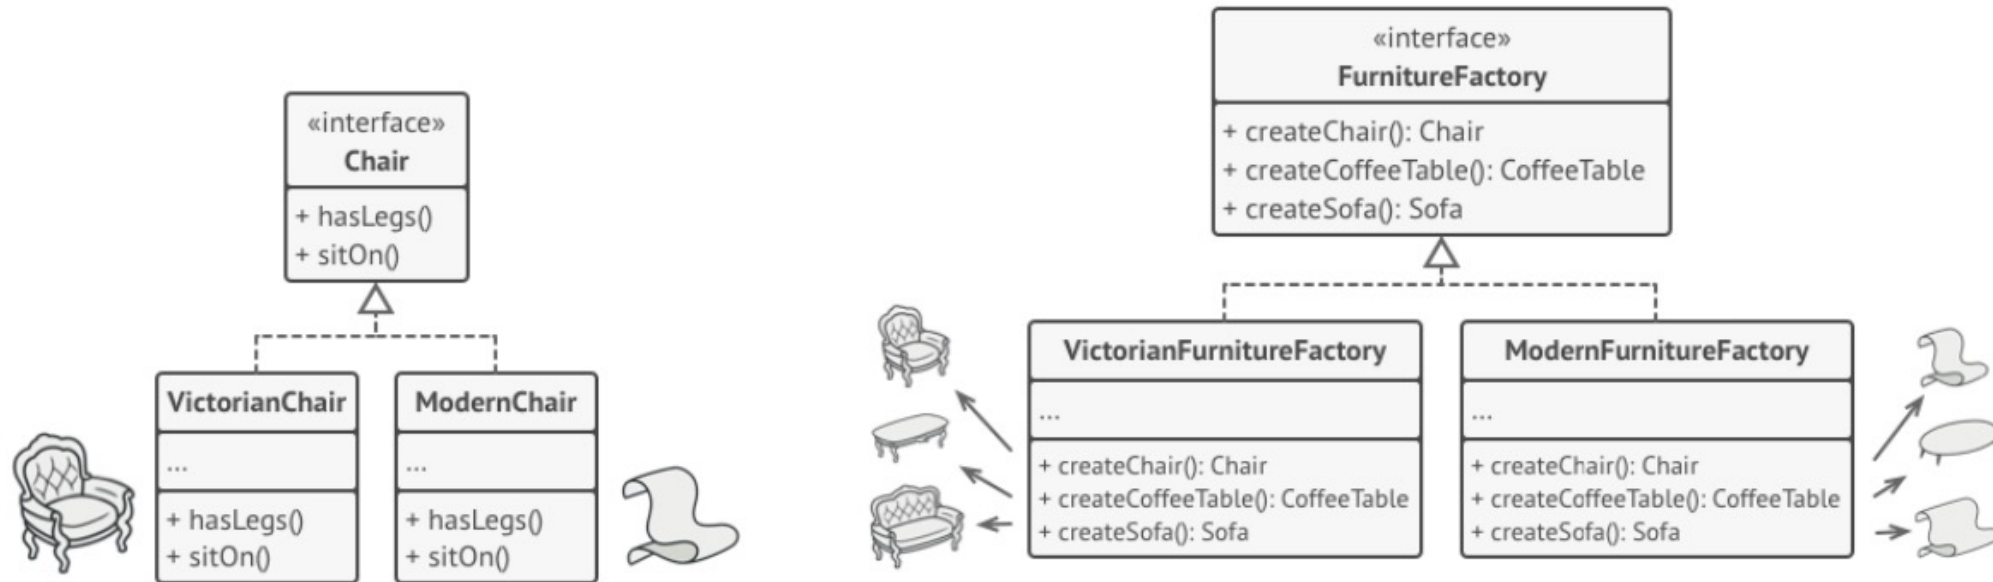 «interface»
Chair
+ hasLegs()
+ sitOn()
VictorianChair
...
+ hasLegs()
+ sitOn()
ModernChair
...
+ hasLegs()
+ sitOn()
«interface»
FurnitureFactory
+ createChair(): Chair
+ createCoffeeTable(): CoffeeTable
+ createSofa(): Sofa
VictorianFurnitureFactory
...
+ createChair(): Chair
+ createCoffeeTable(): CoffeeTable
+ createSofa(): Sofa
ModernFurnitureFactory
...
+ createChair(): Chair
+ createCoffeeTable(): CoffeeTable
+ createSofa(): Sofa